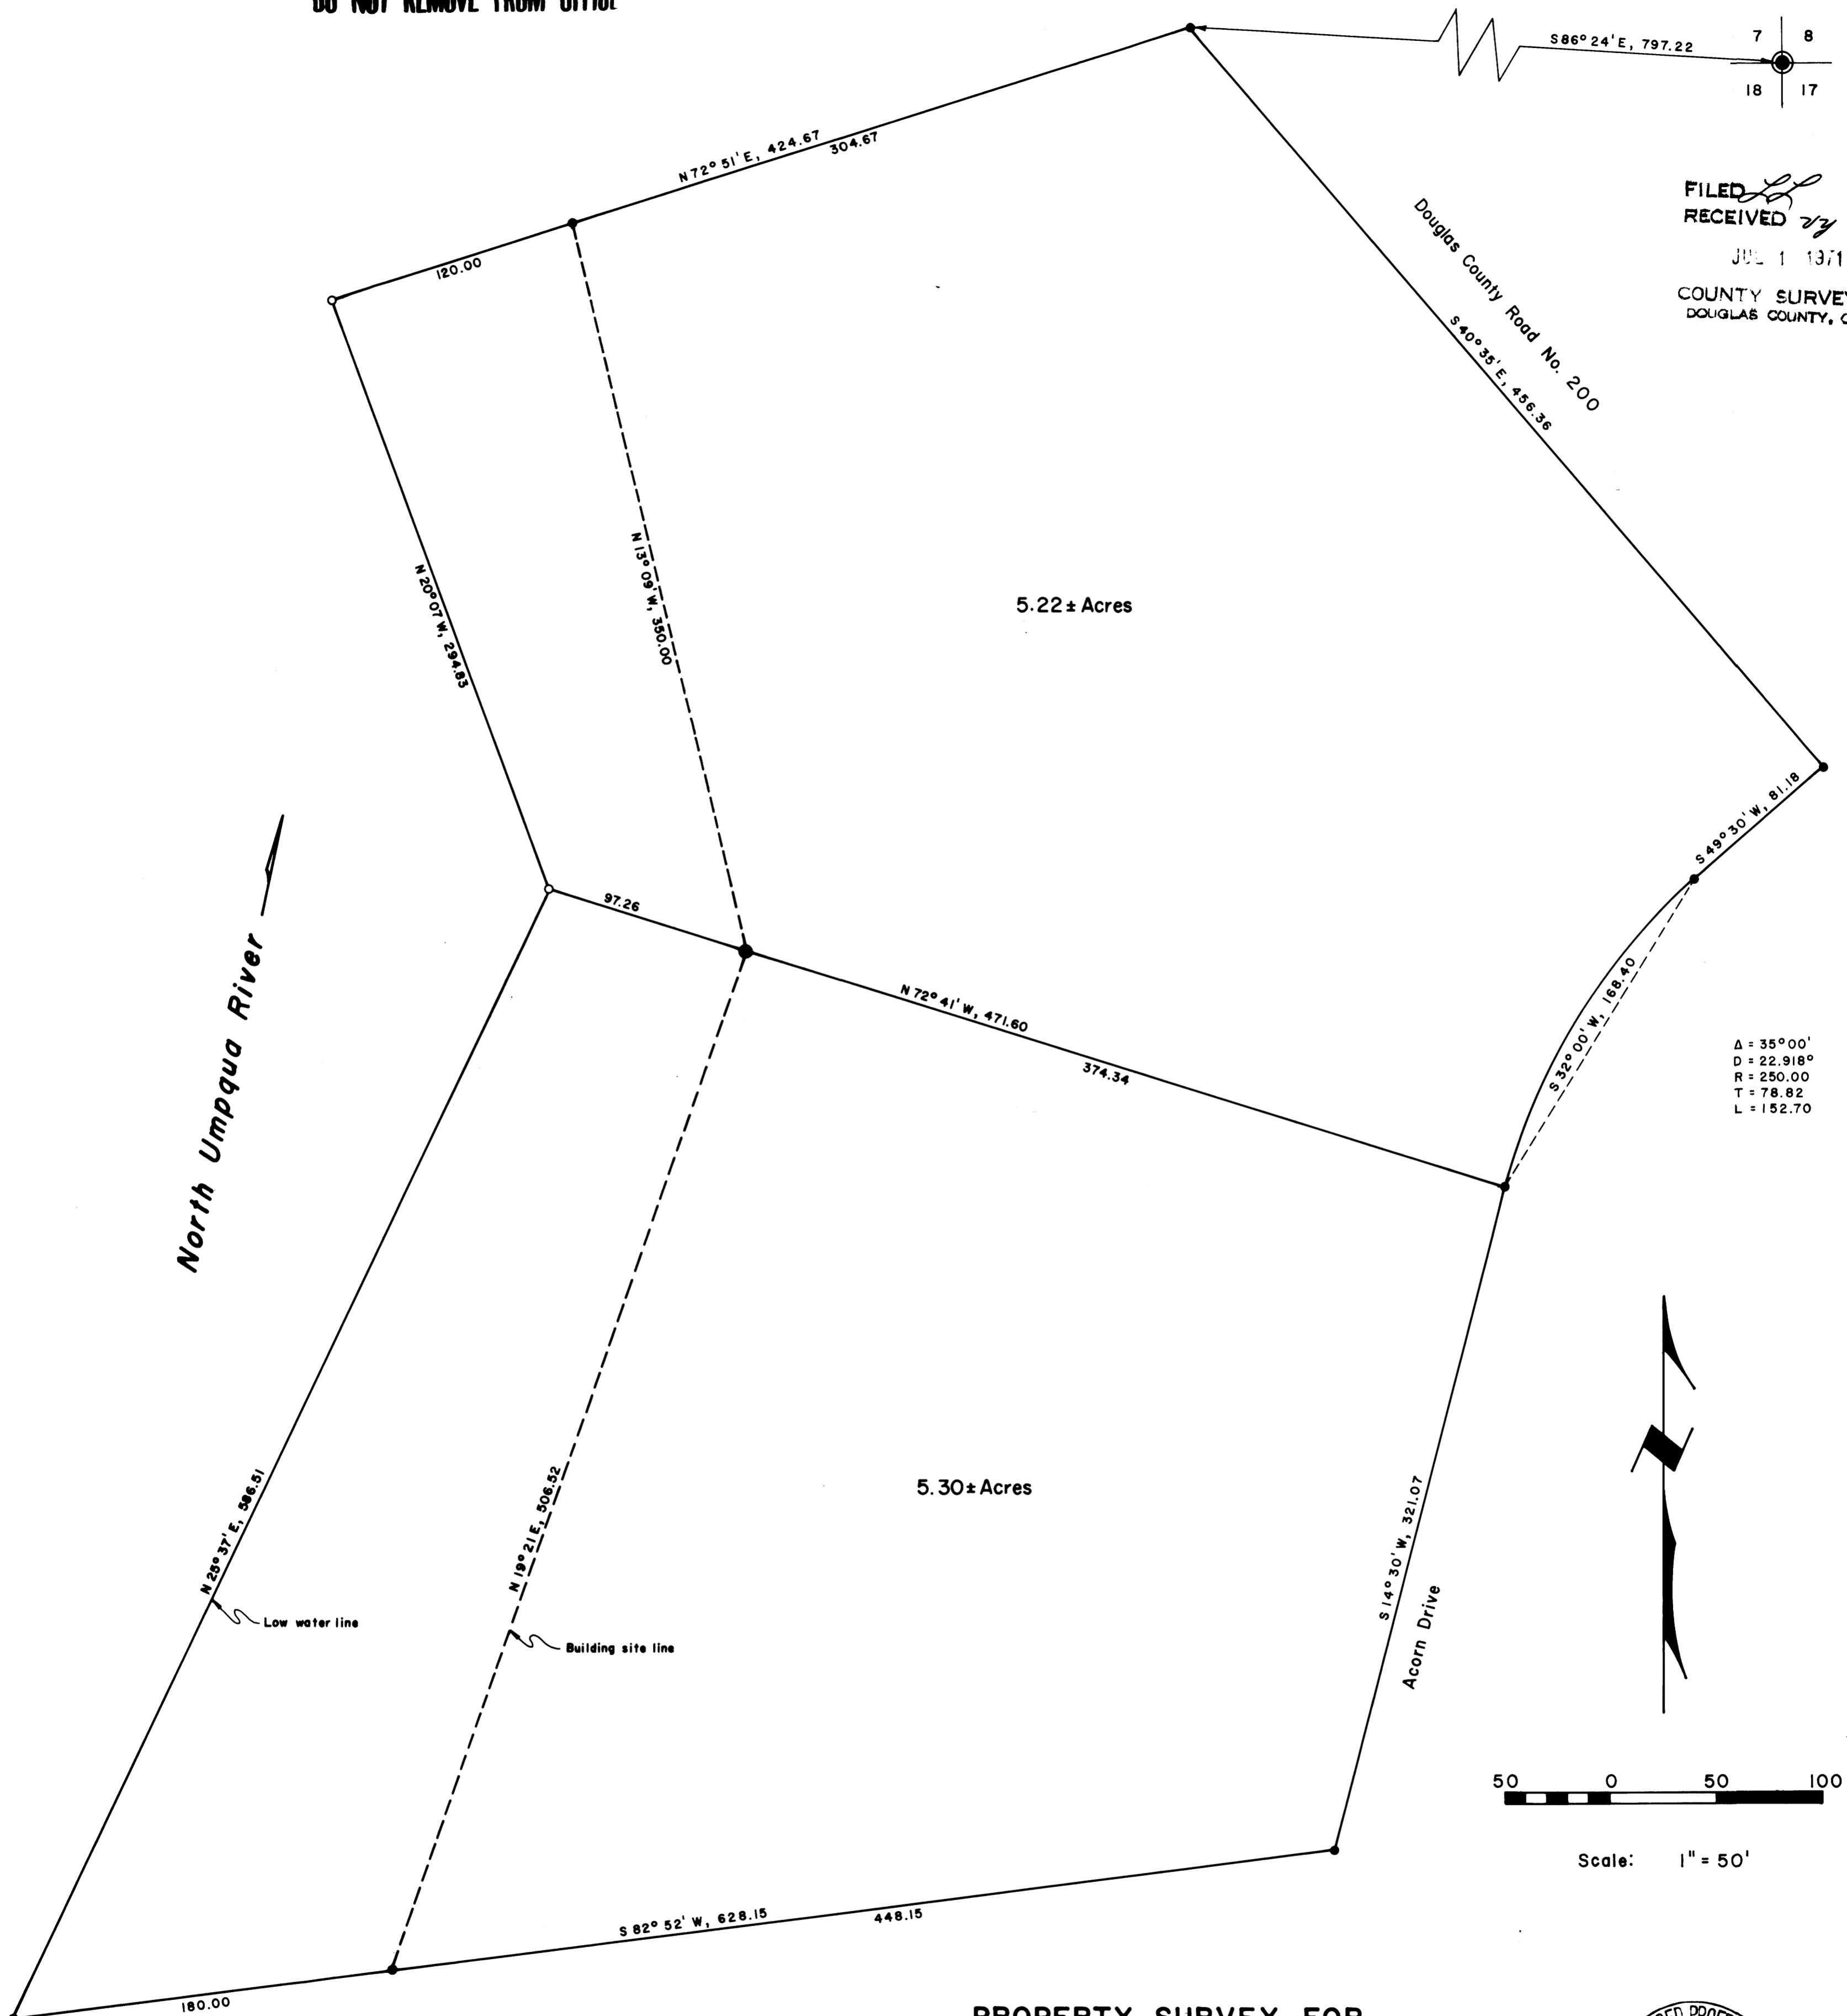 DO NOT REMOVE FROM OFFICE
S 86° 24' E, 797.22
7 8
18 17
N 72° 51' E, 424.67
304.67
120.00
FILED
RECEIVED
JUL 1 1971
COUNTY SURVEY
DOUGLAS COUNTY, O
Douglas County Road No. 200
S 40° 35' E, 456.36
N 20° 07' W, 294.83
N 13° 09' W, 350.00
5.22 ± Acres
S 49° 30' W, 81.18
97.26
N 72° 41' W, 471.60
374.34
S 32° 00' W, 168.40
Δ = 35° 00'
D = 22.918°
R = 250.00
T = 78.82
L = 152.70
North Umpqua River
N 25° 37' E, 586.51
N 19° 21' E, 506.52
5.30 ± Acres
S 14° 30' W, 321.07
Acorn Drive
Low water line
Building site line
N
50 0 50 100
Scale: 1" = 50'
S 82° 52' W, 628.15
448.15
180.00
PROPERTY SURVEY FOR